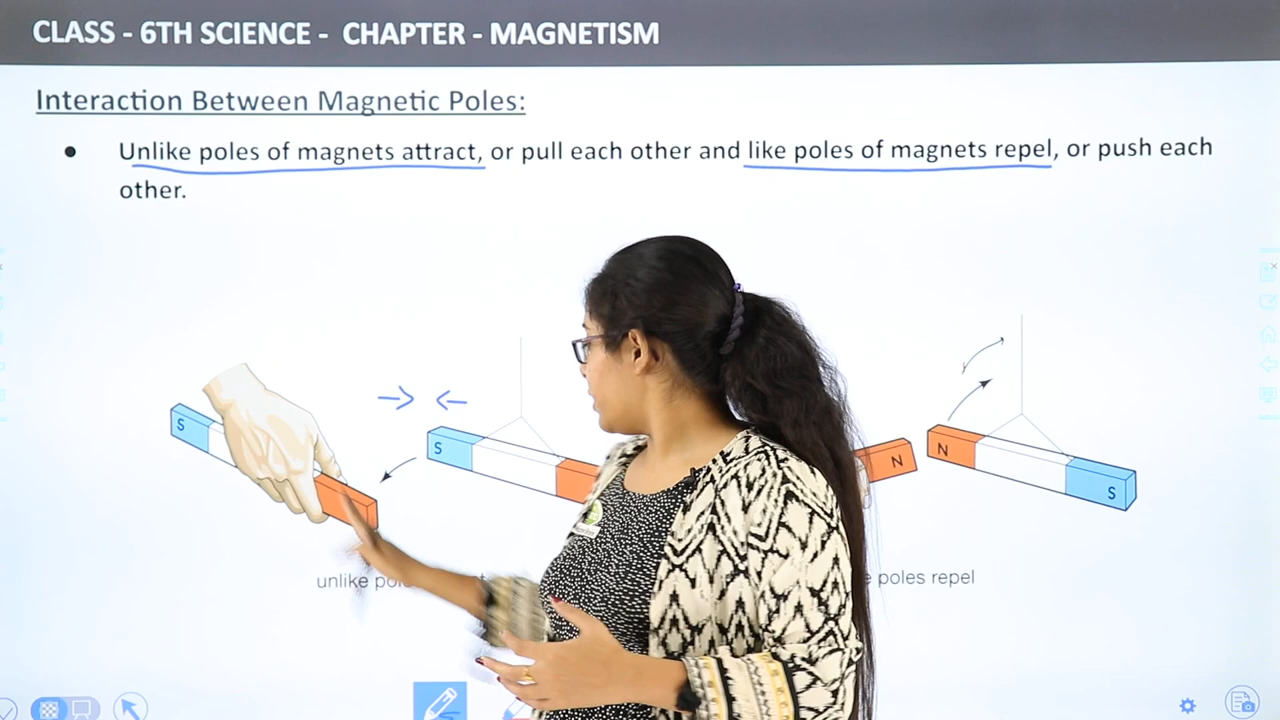 CLASS - 6TH SCIENCE - CHAPTER - MAGNETISM
Interaction Between Magnetic Poles:
● Unlike poles of magnets attract, or pull each other and like poles of magnets repel, or push each
other.
S
S
N
N
S
unlike
poles repel